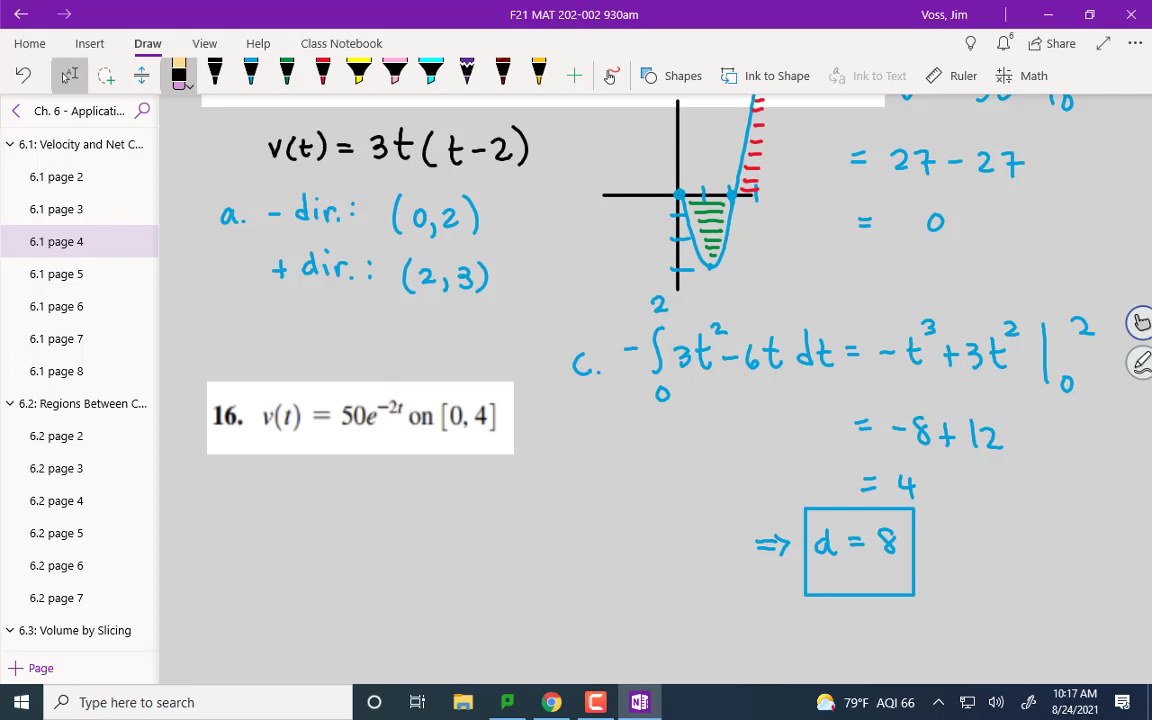 F21 MAT 202-002 930am
Voss, Jim
Home Insert Draw View Help Class Notebook
6
Share
Shapes
Ink to Shape
Ink to Text
Ruler
Math
Ch. 6 - Applicati...
6.1: Velocity and Net C...
6.1 page 2
6.1 page 3
6.1 page 4
6.1 page 5
6.1 page 6
6.1 page 7
6.1 page 8
6.2: Regions Between C...
6.2 page 2
6.2 page 3
6.2 page 4
6.2 page 5
6.2 page 6
6.2 page 7
6.3: Volume by Slicing
Page
v(t) = 3t(t-2)
a. - dir.: (0,2)
+ dir.: (2,3)
16. v(t) = 50e^{-2t} on [0, 4]
= 27 - 27
= 0
c. -∫_0^2 3t^2 - 6t dt = -t^3 + 3t^2 |_0^2
= -8 + 12
= 4
⇒ d = 8
Type here to search
79°F AQI 66
10:17 AM
8/24/2021